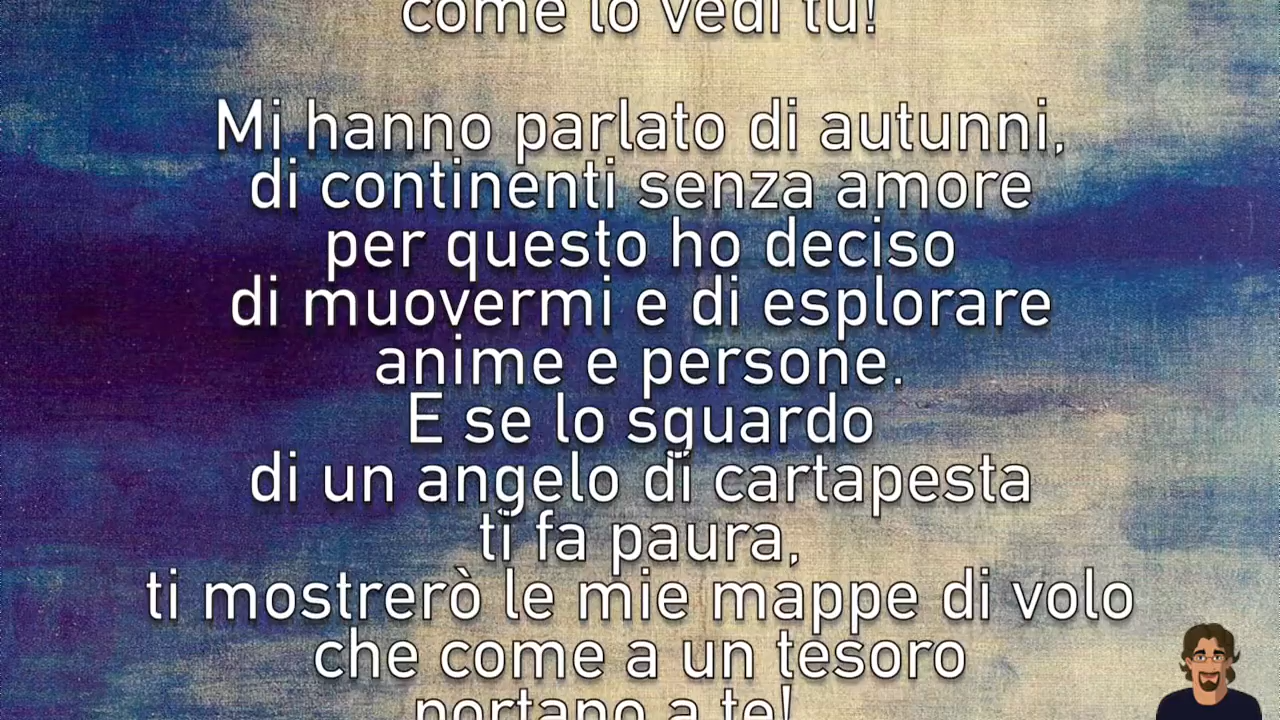 come lo vedi tu!
Mi hanno parlato di autunni,
di continenti senza amore
per questo ho deciso
di muovermi e di esplorare
anime e persone.
E se lo sguardo
di un angelo di cartapesta
ti fa paura,
ti mostrerò le mie mappe di volo
che come a un tesoro
portano a te!